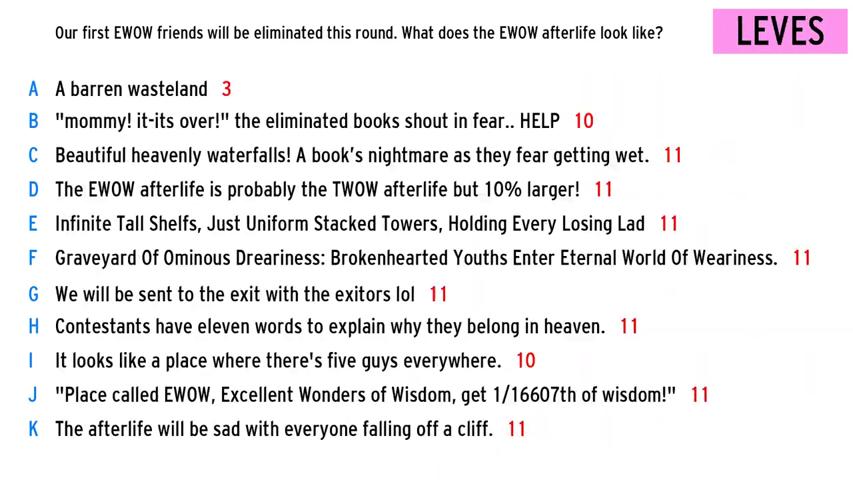 Our first EWOW friends will be eliminated this round. What does the EWOW afterlife look like?
LEVES
A A barren wasteland 3
B "mommy! it-its over!" the eliminated books shout in fear.. HELP 10
C Beautiful heavenly waterfalls! A book's nightmare as they fear getting wet. 11
D The EWOW afterlife is probably the TWOW afterlife but 10% larger! 11
E Infinite Tall Shelfs, Just Uniform Stacked Towers, Holding Every Losing Lad 11
F Graveyard Of Ominous Dreariness: Brokenhearted Youths Enter Eternal World Of Weariness. 11
G We will be sent to the exit with the exitors lol 11
H Contestants have eleven words to explain why they belong in heaven. 11
I It looks like a place where there's five guys everywhere. 10
J "Place called EWOW, Excellent Wonders of Wisdom, get 1/16607th of wisdom!" 11
K The afterlife will be sad with everyone falling off a cliff. 11